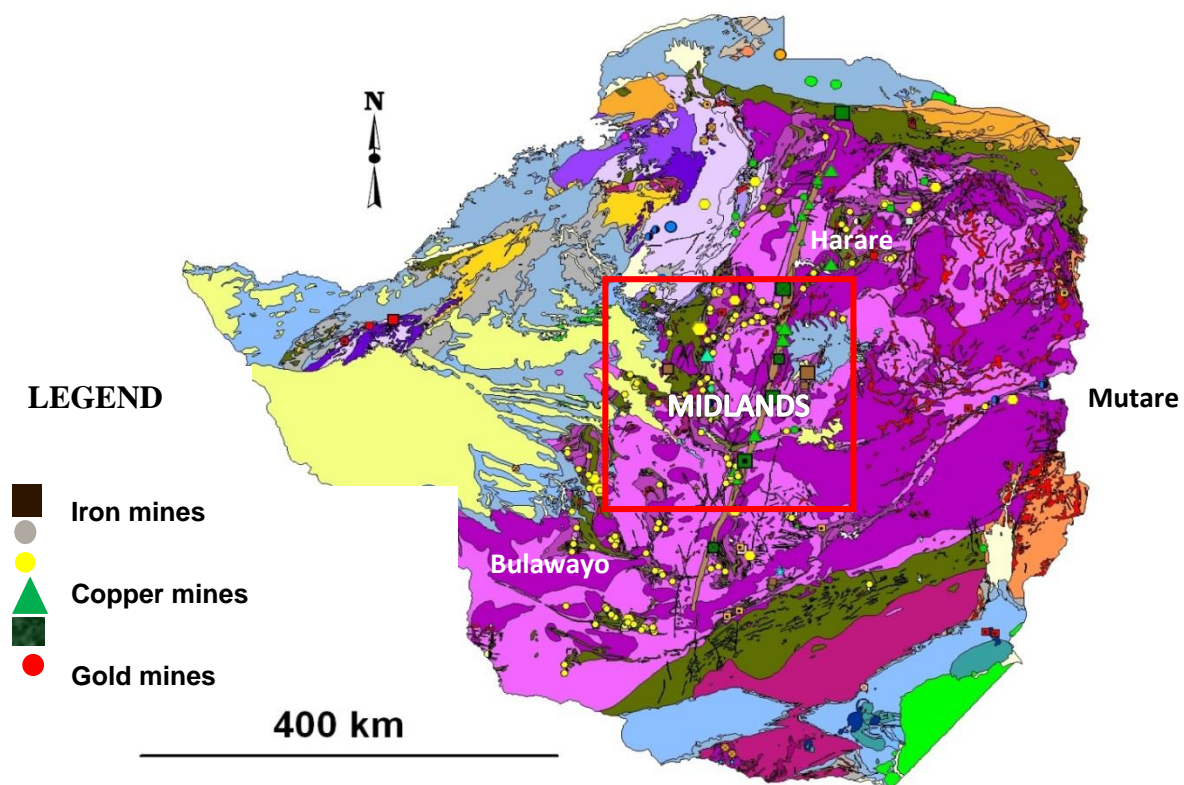 N
Harare
LEGEND
MIDLANDS
Mutare
Iron mines
Bulawayo
Copper mines
Gold mines
400 km